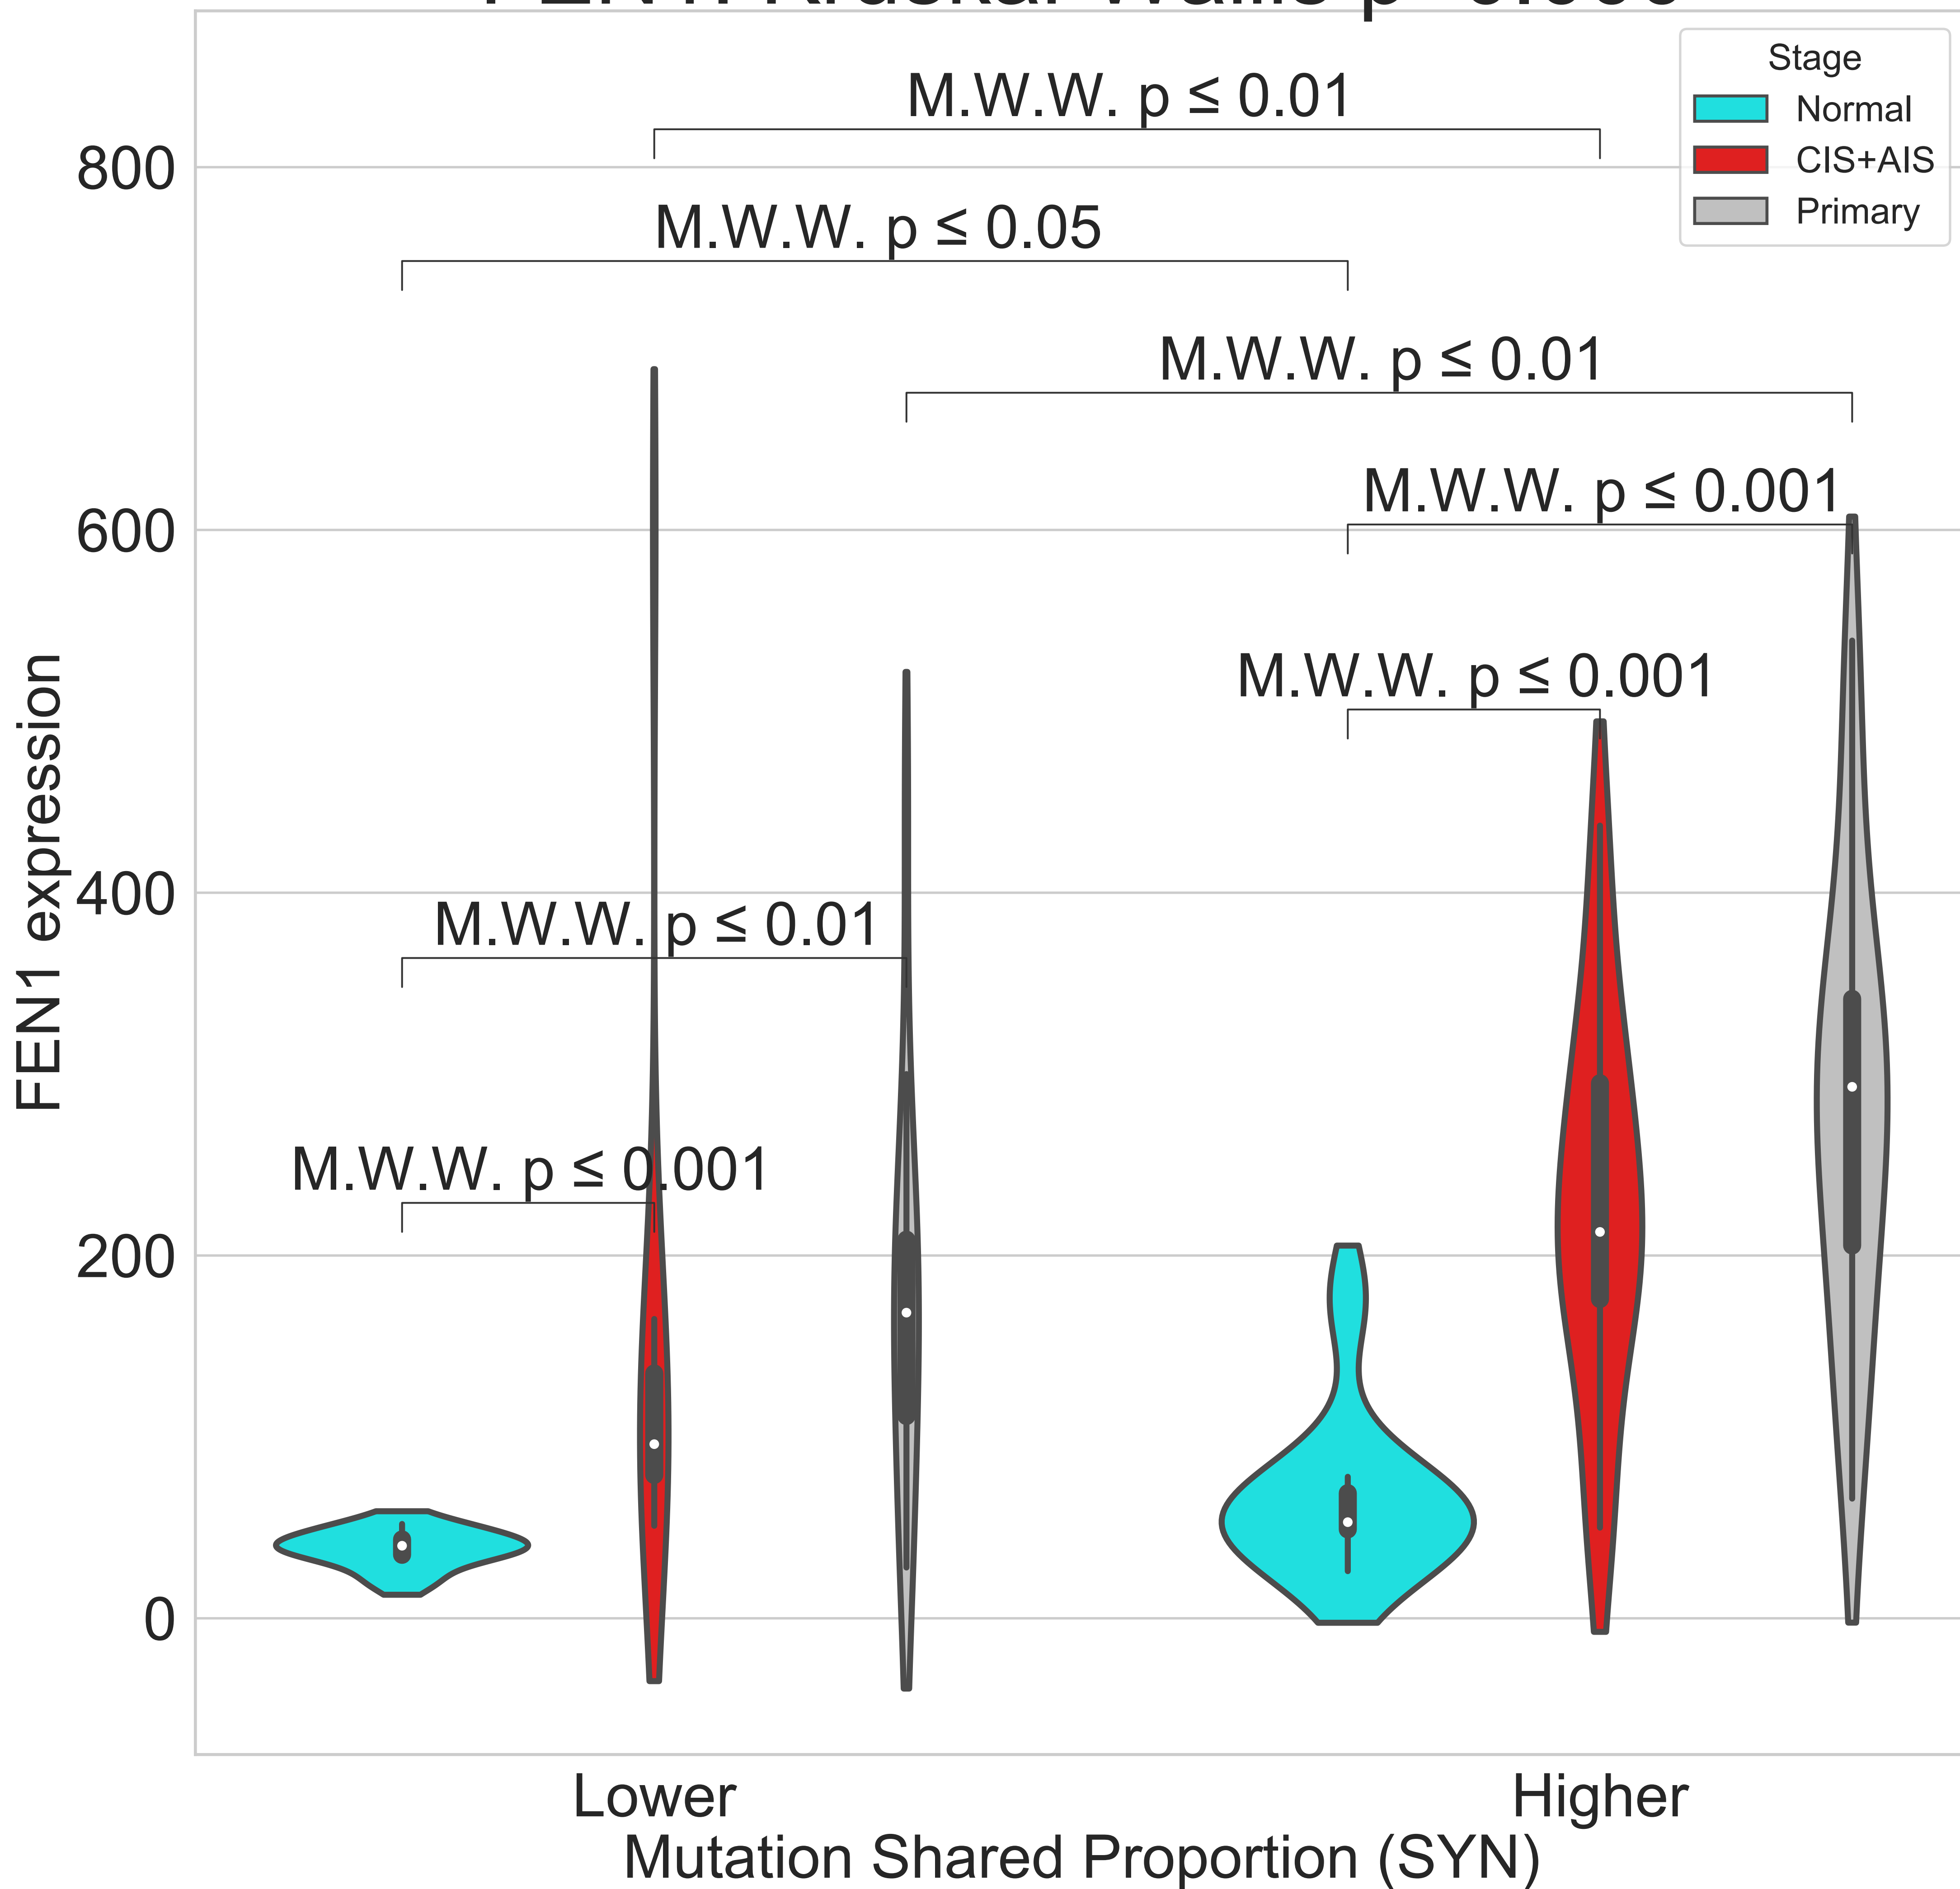 Stage
Normal
CIS+AIS
Primary
M.W.W. p ≤ 0.01
M.W.W. p ≤ 0.05
M.W.W. p ≤ 0.01
M.W.W. p ≤ 0.001
M.W.W. p ≤ 0.001
M.W.W. p ≤ 0.01
M.W.W. p ≤ 0.001
800
600
400
200
0
FEN1 expression
Lower
Higher
Mutation Shared Proportion (SYN)